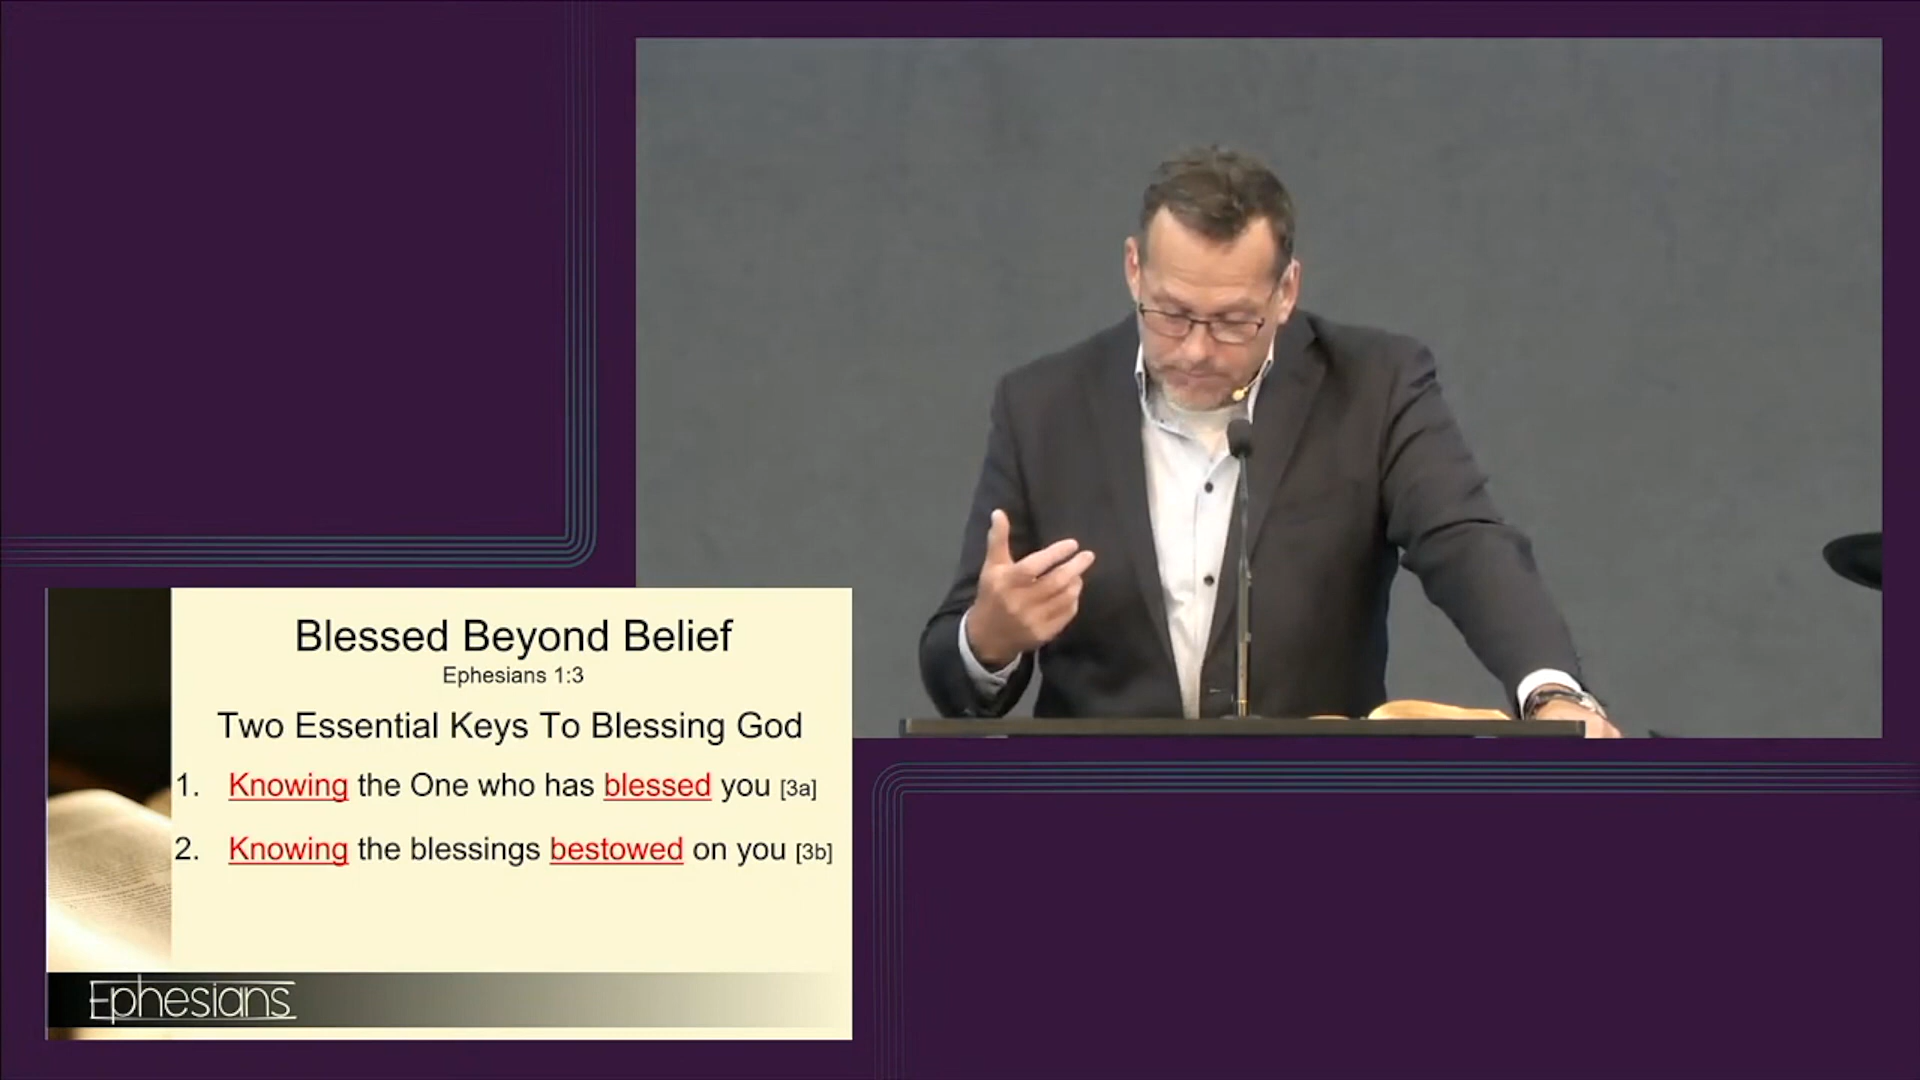 Blessed Beyond Belief
Ephesians 1:3
Two Essential Keys To Blessing God
1. Knowing the One who has blessed you [3a]
2. Knowing the blessings bestowed on you [3b]
Ephesians